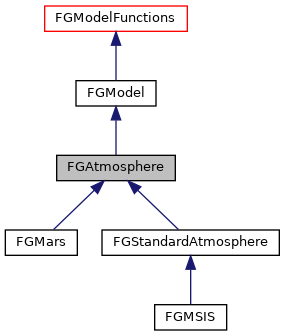 FGModelFunctions
FGModel
FGAtmosphere
FGMars
FGStandardAtmosphere
FGMSIS